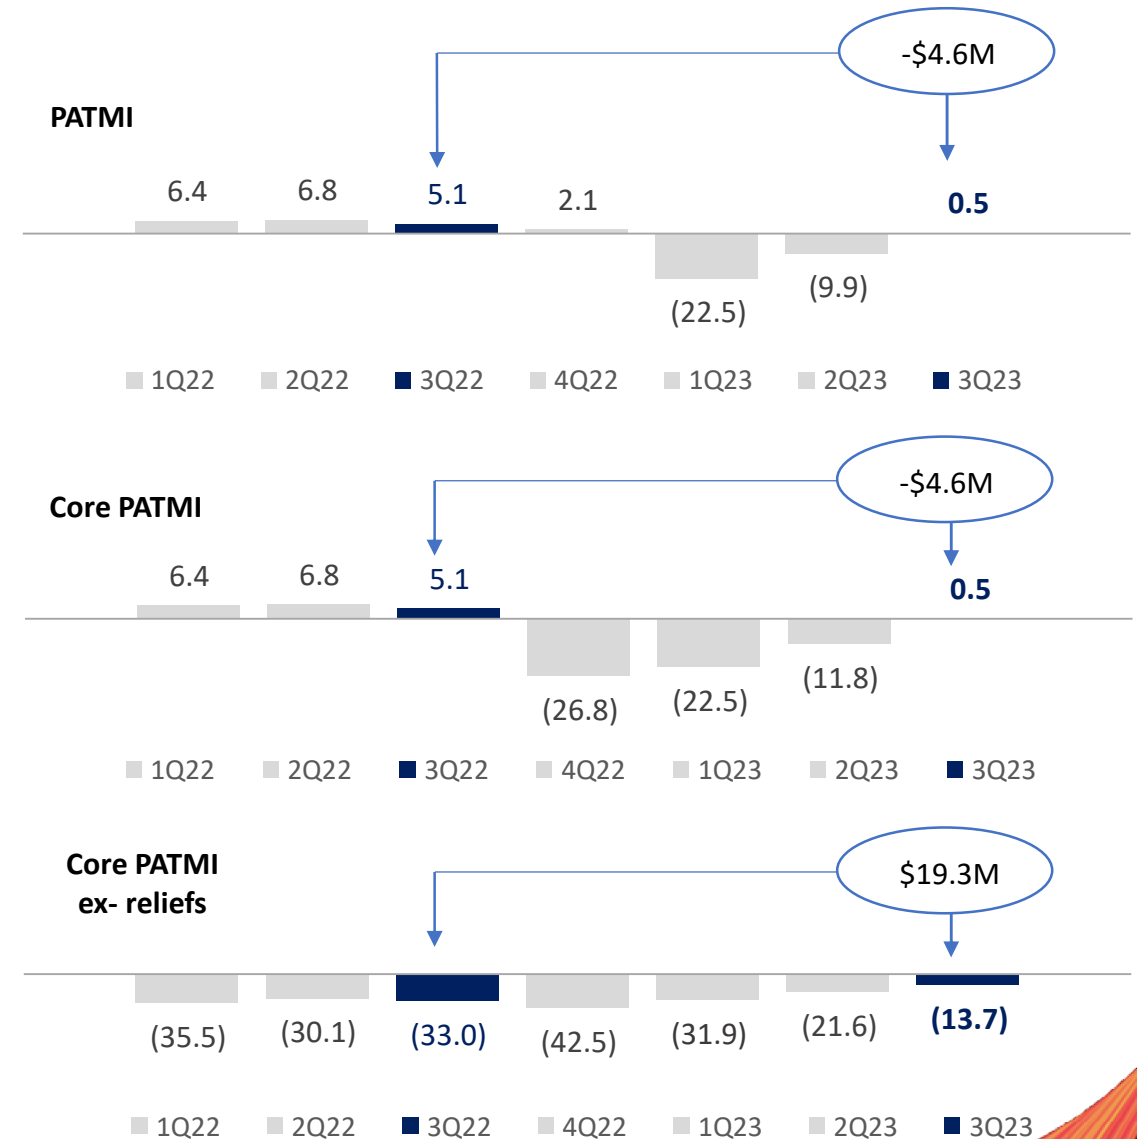 -$4.6M
PATMI
6.4 6.8 5.1 2.1 0.5
(22.5) (9.9)
1Q22 2Q22 3Q22 4Q22 1Q23 2Q23 3Q23
-$4.6M
Core PATMI
6.4 6.8 5.1 0.5
(26.8) (22.5) (11.8)
1Q22 2Q22 3Q22 4Q22 1Q23 2Q23 3Q23
Core PATMI
ex- reliefs
$19.3M
(35.5) (30.1) (33.0) (42.5) (31.9) (21.6) (13.7)
1Q22 2Q22 3Q22 4Q22 1Q23 2Q23 3Q23